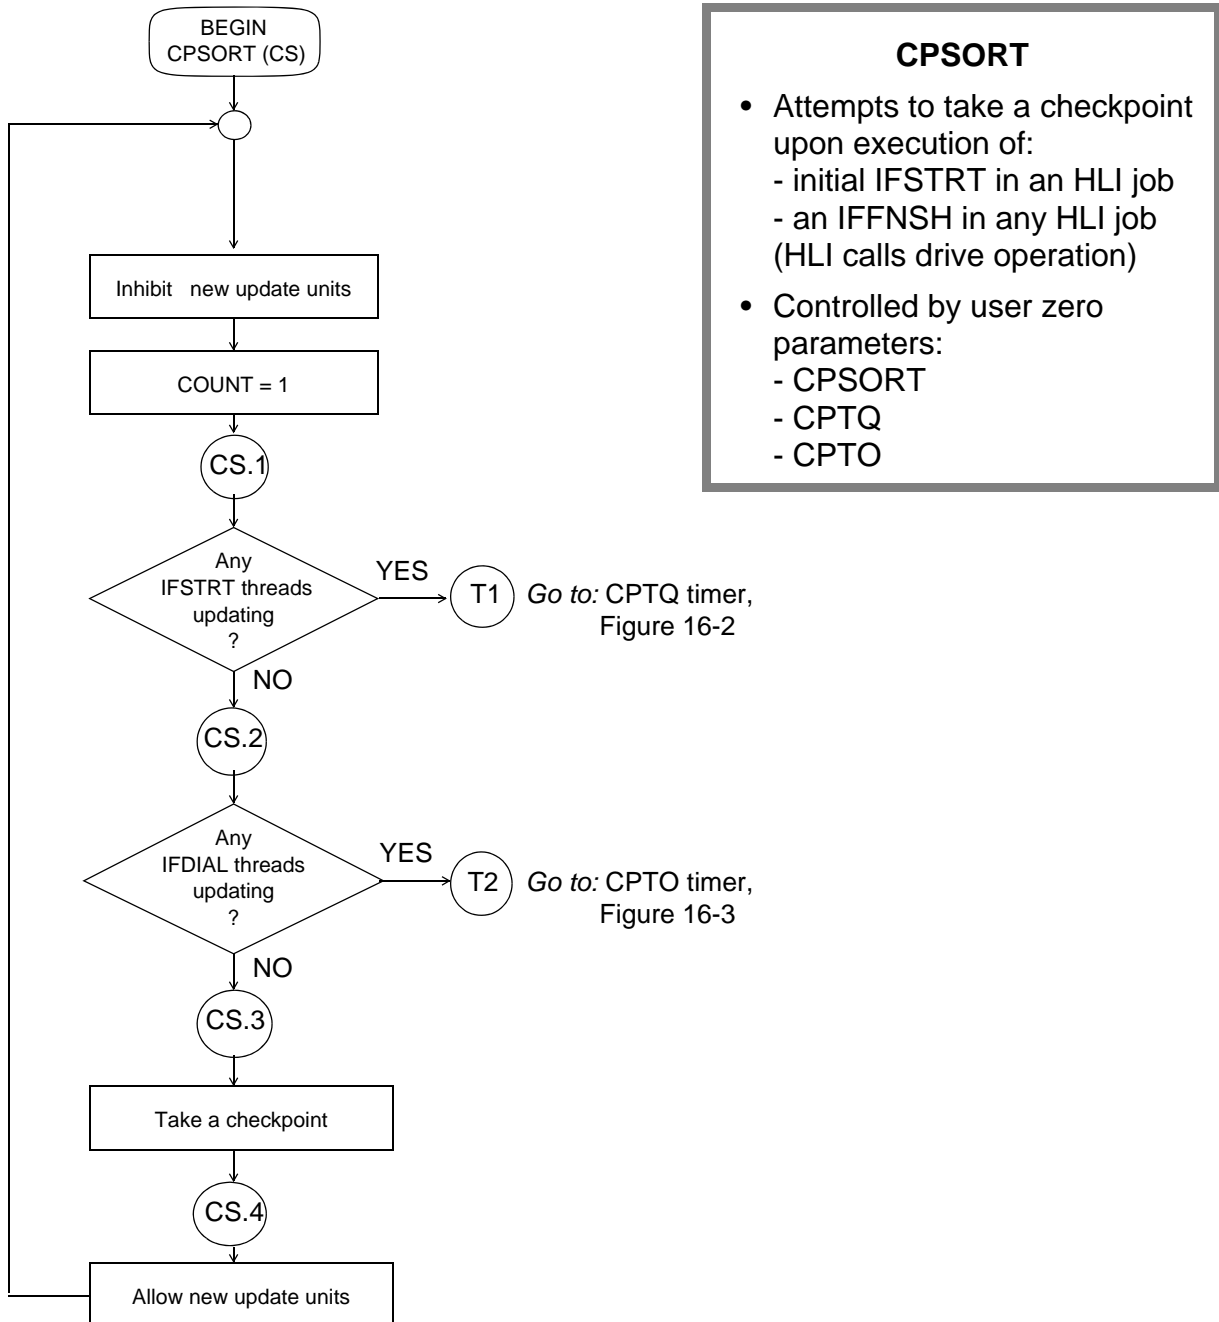 BEGIN
CPSORT (CS)
Inhibit new update units
COUNT = 1
CS.1
Any
IFSTRT threads
updating
?
YES
T1
Go to: CPTQ timer,
Figure 16-2
NO
CS.2
Any
IFDIAL threads
updating
?
YES
T2
Go to: CPTO timer,
Figure 16-3
NO
CS.3
Take a checkpoint
CS.4
Allow new update units
CPSORT
• Attempts to take a checkpoint
upon execution of:
- initial IFSTRT in an HLI job
- an IFFNSH in any HLI job
(HLI calls drive operation)
• Controlled by user zero
parameters:
- CPSORT
- CPTQ
- CPTO